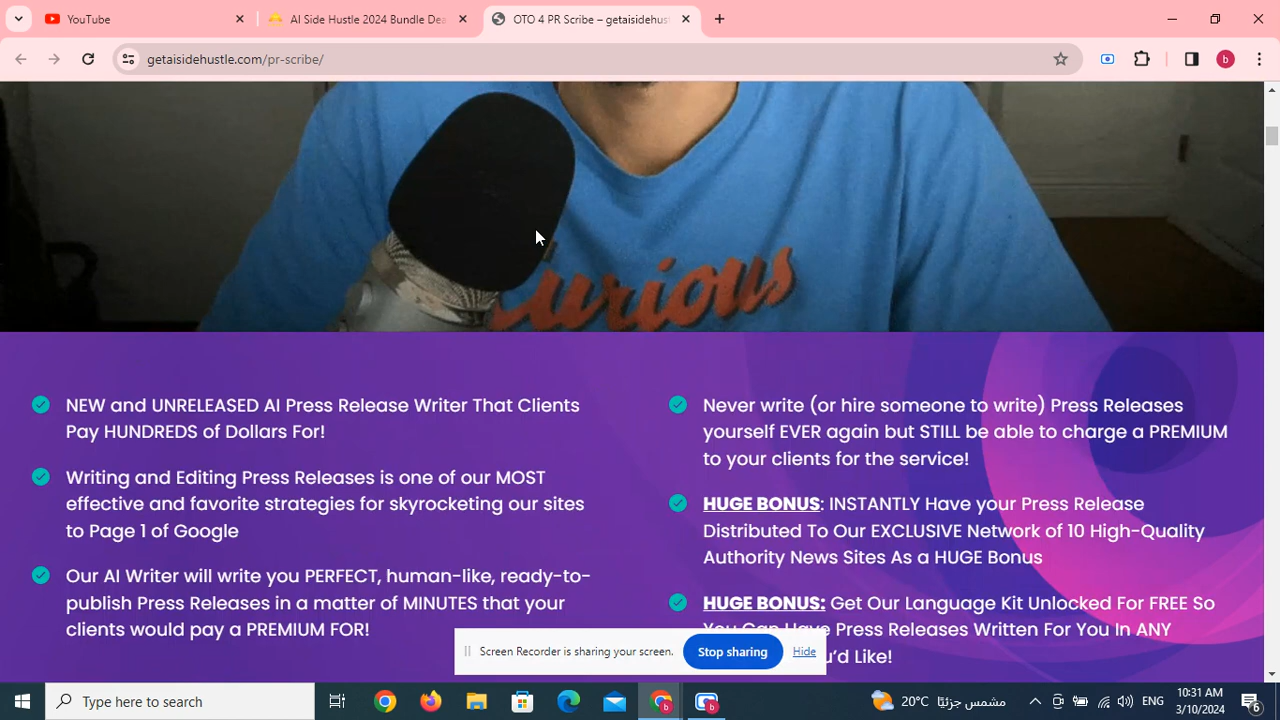 YouTube
AI Side Hustle 2024 Bundle Dea
OTO 4 PR Scribe – getaisidehust
getaisidehustle.com/pr-scribe/
b
urious
NEW and UNRELEASED AI Press Release Writer That Clients
Pay HUNDREDS of Dollars For!
Writing and Editing Press Releases is one of our MOST
effective and favorite strategies for skyrocketing our sites
to Page 1 of Google
Our AI Writer will write you PERFECT, human-like, ready-to-
publish Press Releases in a matter of MINUTES that your
clients would pay a PREMIUM FOR!
Never write (or hire someone to write) Press Releases
yourself EVER again but STILL be able to charge a PREMIUM
to your clients for the service!
HUGE BONUS: INSTANTLY Have your Press Release
Distributed To Our EXCLUSIVE Network of 10 High-Quality
Authority News Sites As a HUGE Bonus
HUGE BONUS: Get Our Language Kit Unlocked For FREE So
You Can Have Press Releases Written For You In ANY
u'd Like!
Screen Recorder is sharing your screen.
Stop sharing
Hide
Type here to search
b
b
20°C
مشمس جزئيًا
ENG
10:31 AM
3/10/2024
6